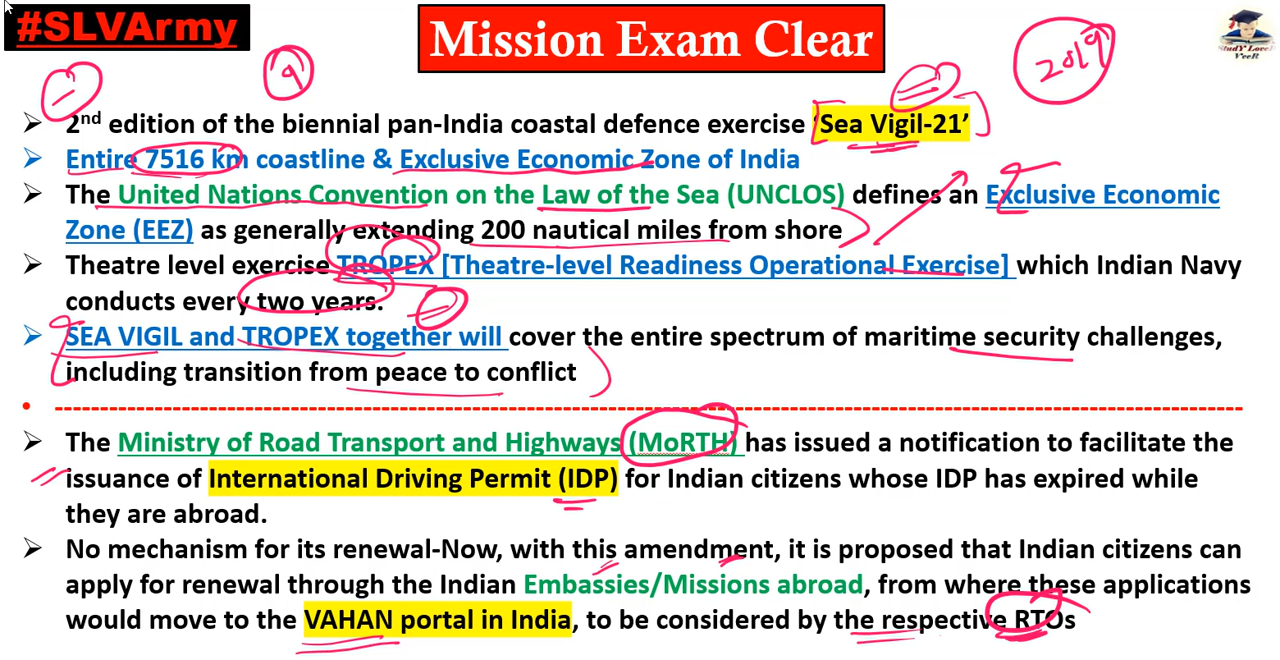 #SLVArmy
Mission Exam Clear
StudY LoveR
VeeR
9
2019
➢ 2nd edition of the biennial pan-India coastal defence exercise ‘Sea Vigil-21’
➢ Entire 7516 km coastline & Exclusive Economic Zone of India
➢ The United Nations Convention on the Law of the Sea (UNCLOS) defines an Exclusive Economic
Zone (EEZ) as generally extending 200 nautical miles from shore
➢ Theatre level exercise TROPEX [Theatre-level Readiness Operational Exercise] which Indian Navy
conducts every two years.
➢ SEA VIGIL and TROPEX together will cover the entire spectrum of maritime security challenges,
including transition from peace to conflict
• ----------------------------------------------------------------------------------------------------
➢ The Ministry of Road Transport and Highways (MoRTH) has issued a notification to facilitate the
issuance of International Driving Permit (IDP) for Indian citizens whose IDP has expired while
they are abroad.
➢ No mechanism for its renewal-Now, with this amendment, it is proposed that Indian citizens can
apply for renewal through the Indian Embassies/Missions abroad, from where these applications
would move to the VAHAN portal in India, to be considered by the respective RTOs